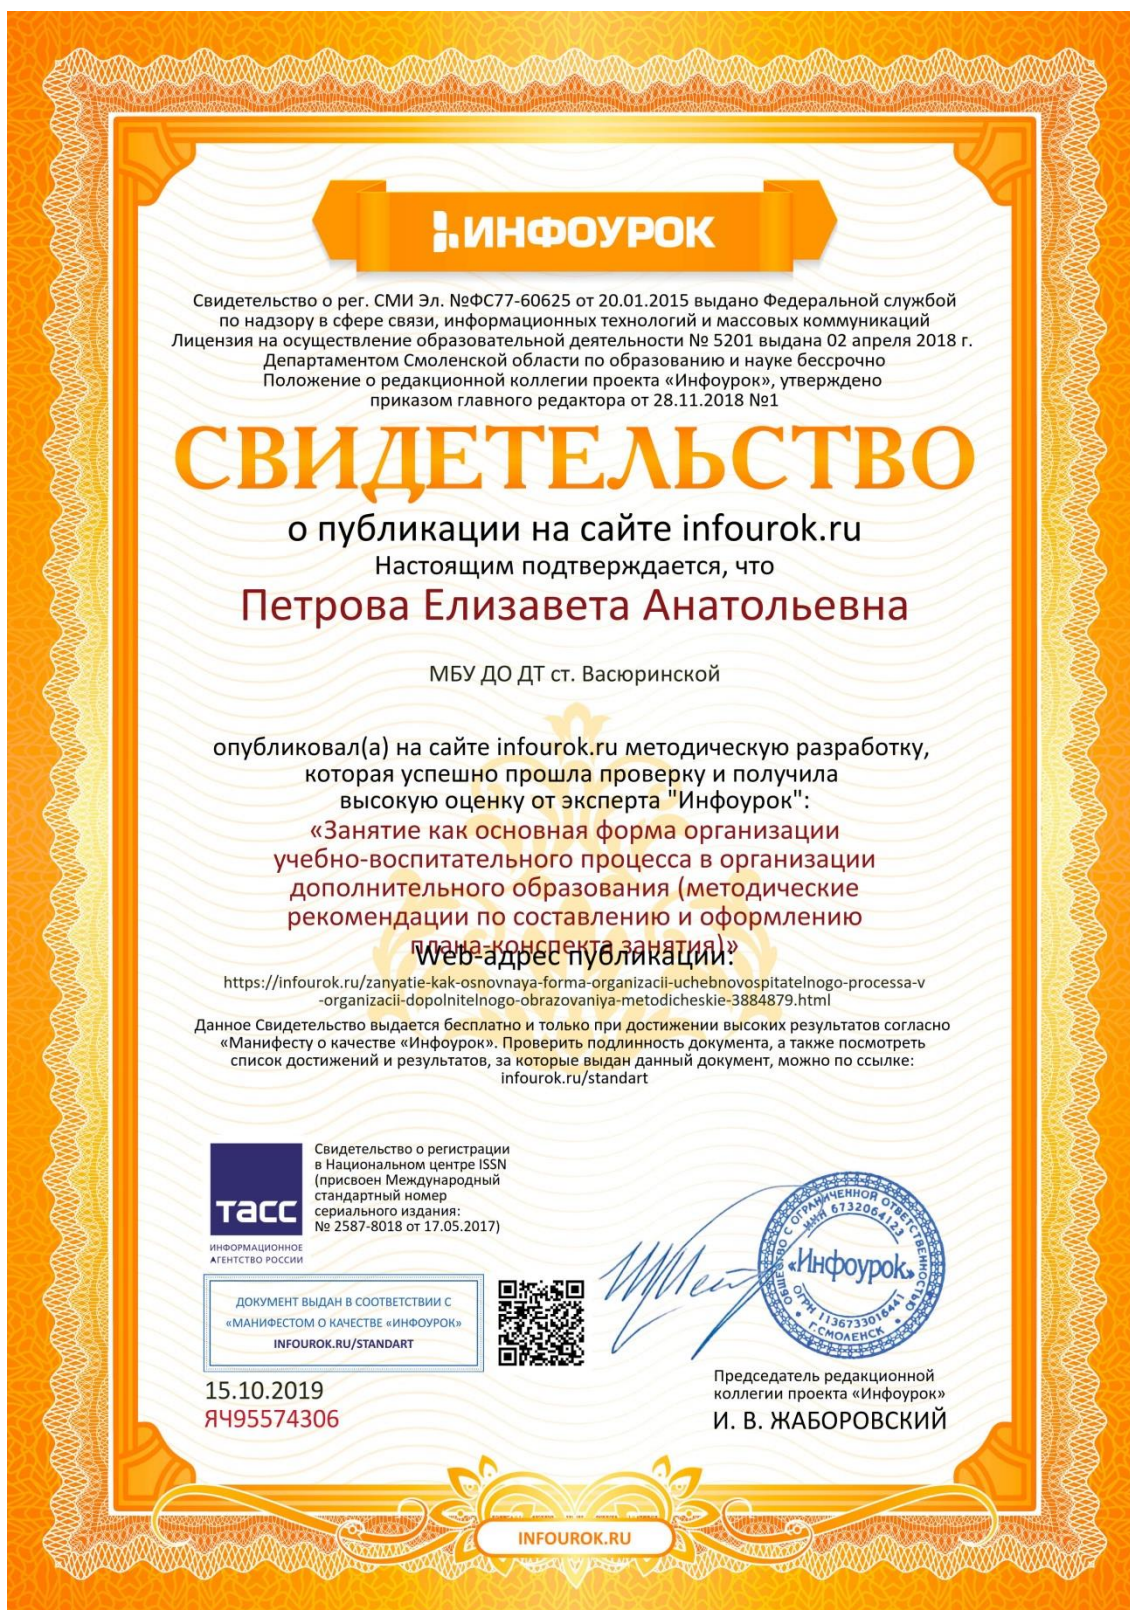 ИНФОУРОК
Свидетельство о рег. СМИ Эл. №ФС77-60625 от 20.01.2015 выдано Федеральной службой
по надзору в сфере связи, информационных технологий и массовых коммуникаций
Лицензия на осуществление образовательной деятельности № 5201 выдана 02 апреля 2018 г.
Департаментом Смоленской области по образованию и науке бессрочно
Положение о редакционной коллегии проекта «Инфоурок», утверждено
приказом главного редактора от 28.11.2018 №1
СВИДЕТЕЛЬСТВО
о публикации на сайте infourok.ru
Настоящим подтверждается, что
Петрова Елизавета Анатольевна
МБУ ДО ДТ ст. Васюринской
опубликовал(а) на сайте infourok.ru методическую разработку,
которая успешно прошла проверку и получила
высокую оценку от эксперта "Инфоурок":
«Занятие как основная форма организации
учебно-воспитательного процесса в организации
дополнительного образования (методические
рекомендации по составлению и оформлению
плана-конспекта занятия)»
Web-адрес публикации:
https://infourok.ru/zanyatie-kak-osnovnaya-forma-organizacii-uchebnovospitatelnogo-processa-v
-organizacii-dopolnitelnogo-obrazovaniya-metodicheskie-3884879.html
Данное Свидетельство выдается бесплатно и только при достижении высоких результатов согласно
«Манифесту о качестве «Инфоурок». Проверить подлинность документа, а также посмотреть
список достижений и результатов, за которые выдан данный документ, можно по ссылке:
infourok.ru/standart
тасс
ИНФОРМАЦИОННОЕ
АГЕНТСТВО РОССИИ
Свидетельство о регистрации
в Национальном центре ISSN
(присвоен Международный
стандартный номер
сериального издания:
№ 2587-8018 от 17.05.2017)
ДОКУМЕНТ ВЫДАН В СООТВЕТСТВИИ С
«МАНИФЕСТОМ О КАЧЕСТВЕ «ИНФОУРОК»
INFOUROK.RU/STANDART
ОБЩЕСТВО С ОГРАНИЧЕННОЙ ОТВЕТСТВЕННОСТЬЮ
ИНН 6732064123
«Инфоурок»
ОГРН 1136733016441
Г.СМОЛЕНСК
15.10.2019
ЯЧ95574306
Председатель редакционной
коллегии проекта «Инфоурок»
И. В. ЖАБОРОВСКИЙ
INFOUROK.RU